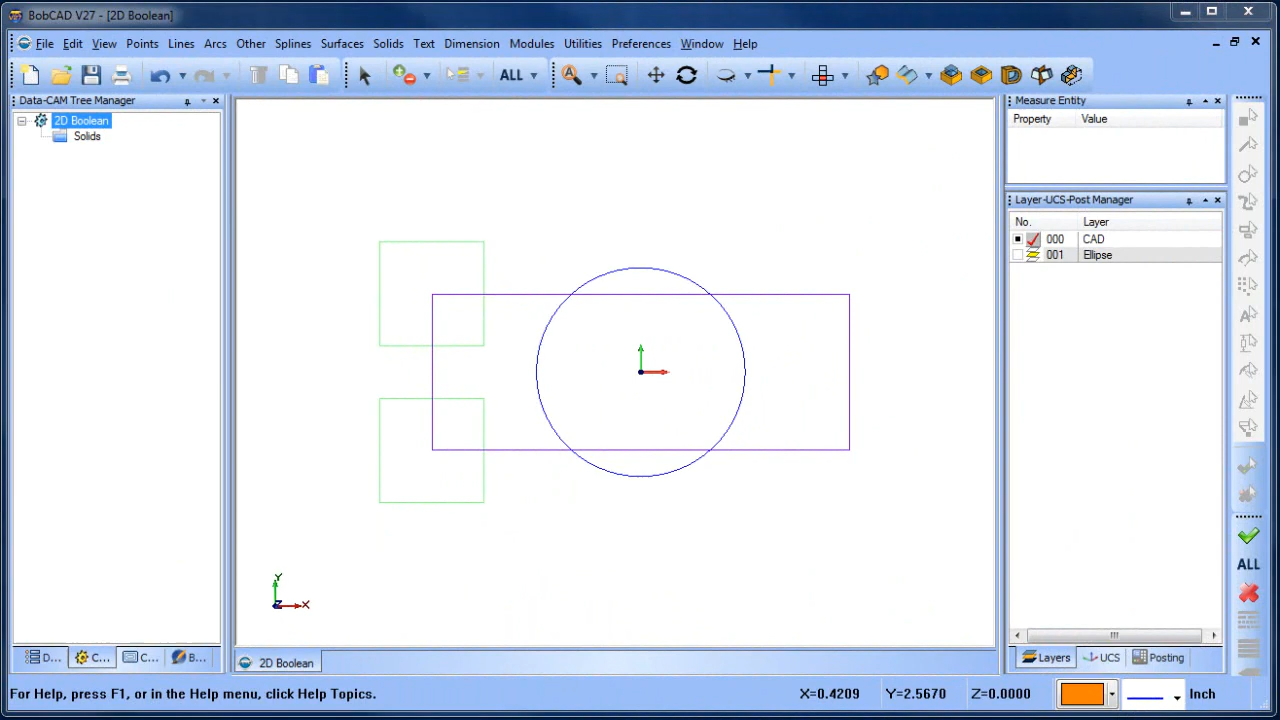 BobCAD V27 - [2D Boolean]
File Edit View Points Lines Arcs Other Splines Surfaces Solids Text Dimension Modules Utilities Preferences Window Help
ALL
Data-CAM Tree Manager
2D Boolean
Solids
Measure Entity
Property Value
Layer-UCS-Post Manager
No. Layer
000 CAD
001 Ellipse
Y
Z X
ALL
D... C... C... B...
2D Boolean
Layers UCS Posting
For Help, press F1, or in the Help menu, click Help Topics.
X=0.4209 Y=2.5670 Z=0.0000 Inch